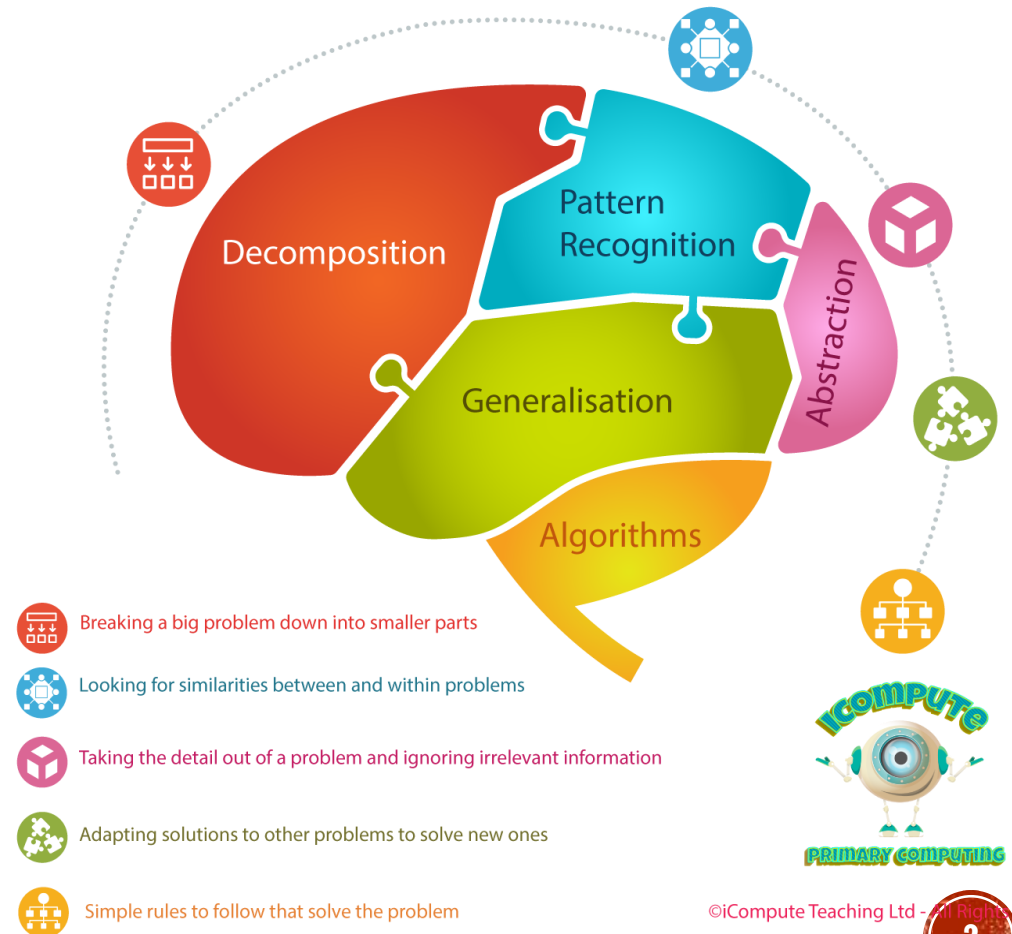 Pattern
Recognition
Decomposition
Abstraction
Generalisation
Algorithms
Breaking a big problem down into smaller parts
Looking for similarities between and within problems
Taking the detail out of a problem and ignoring irrelevant information
Adapting solutions to other problems to solve new ones
Simple rules to follow that solve the problem
iCOMPUTE
PRIMARY COMPUTING
©iCompute Teaching Ltd - All Rights